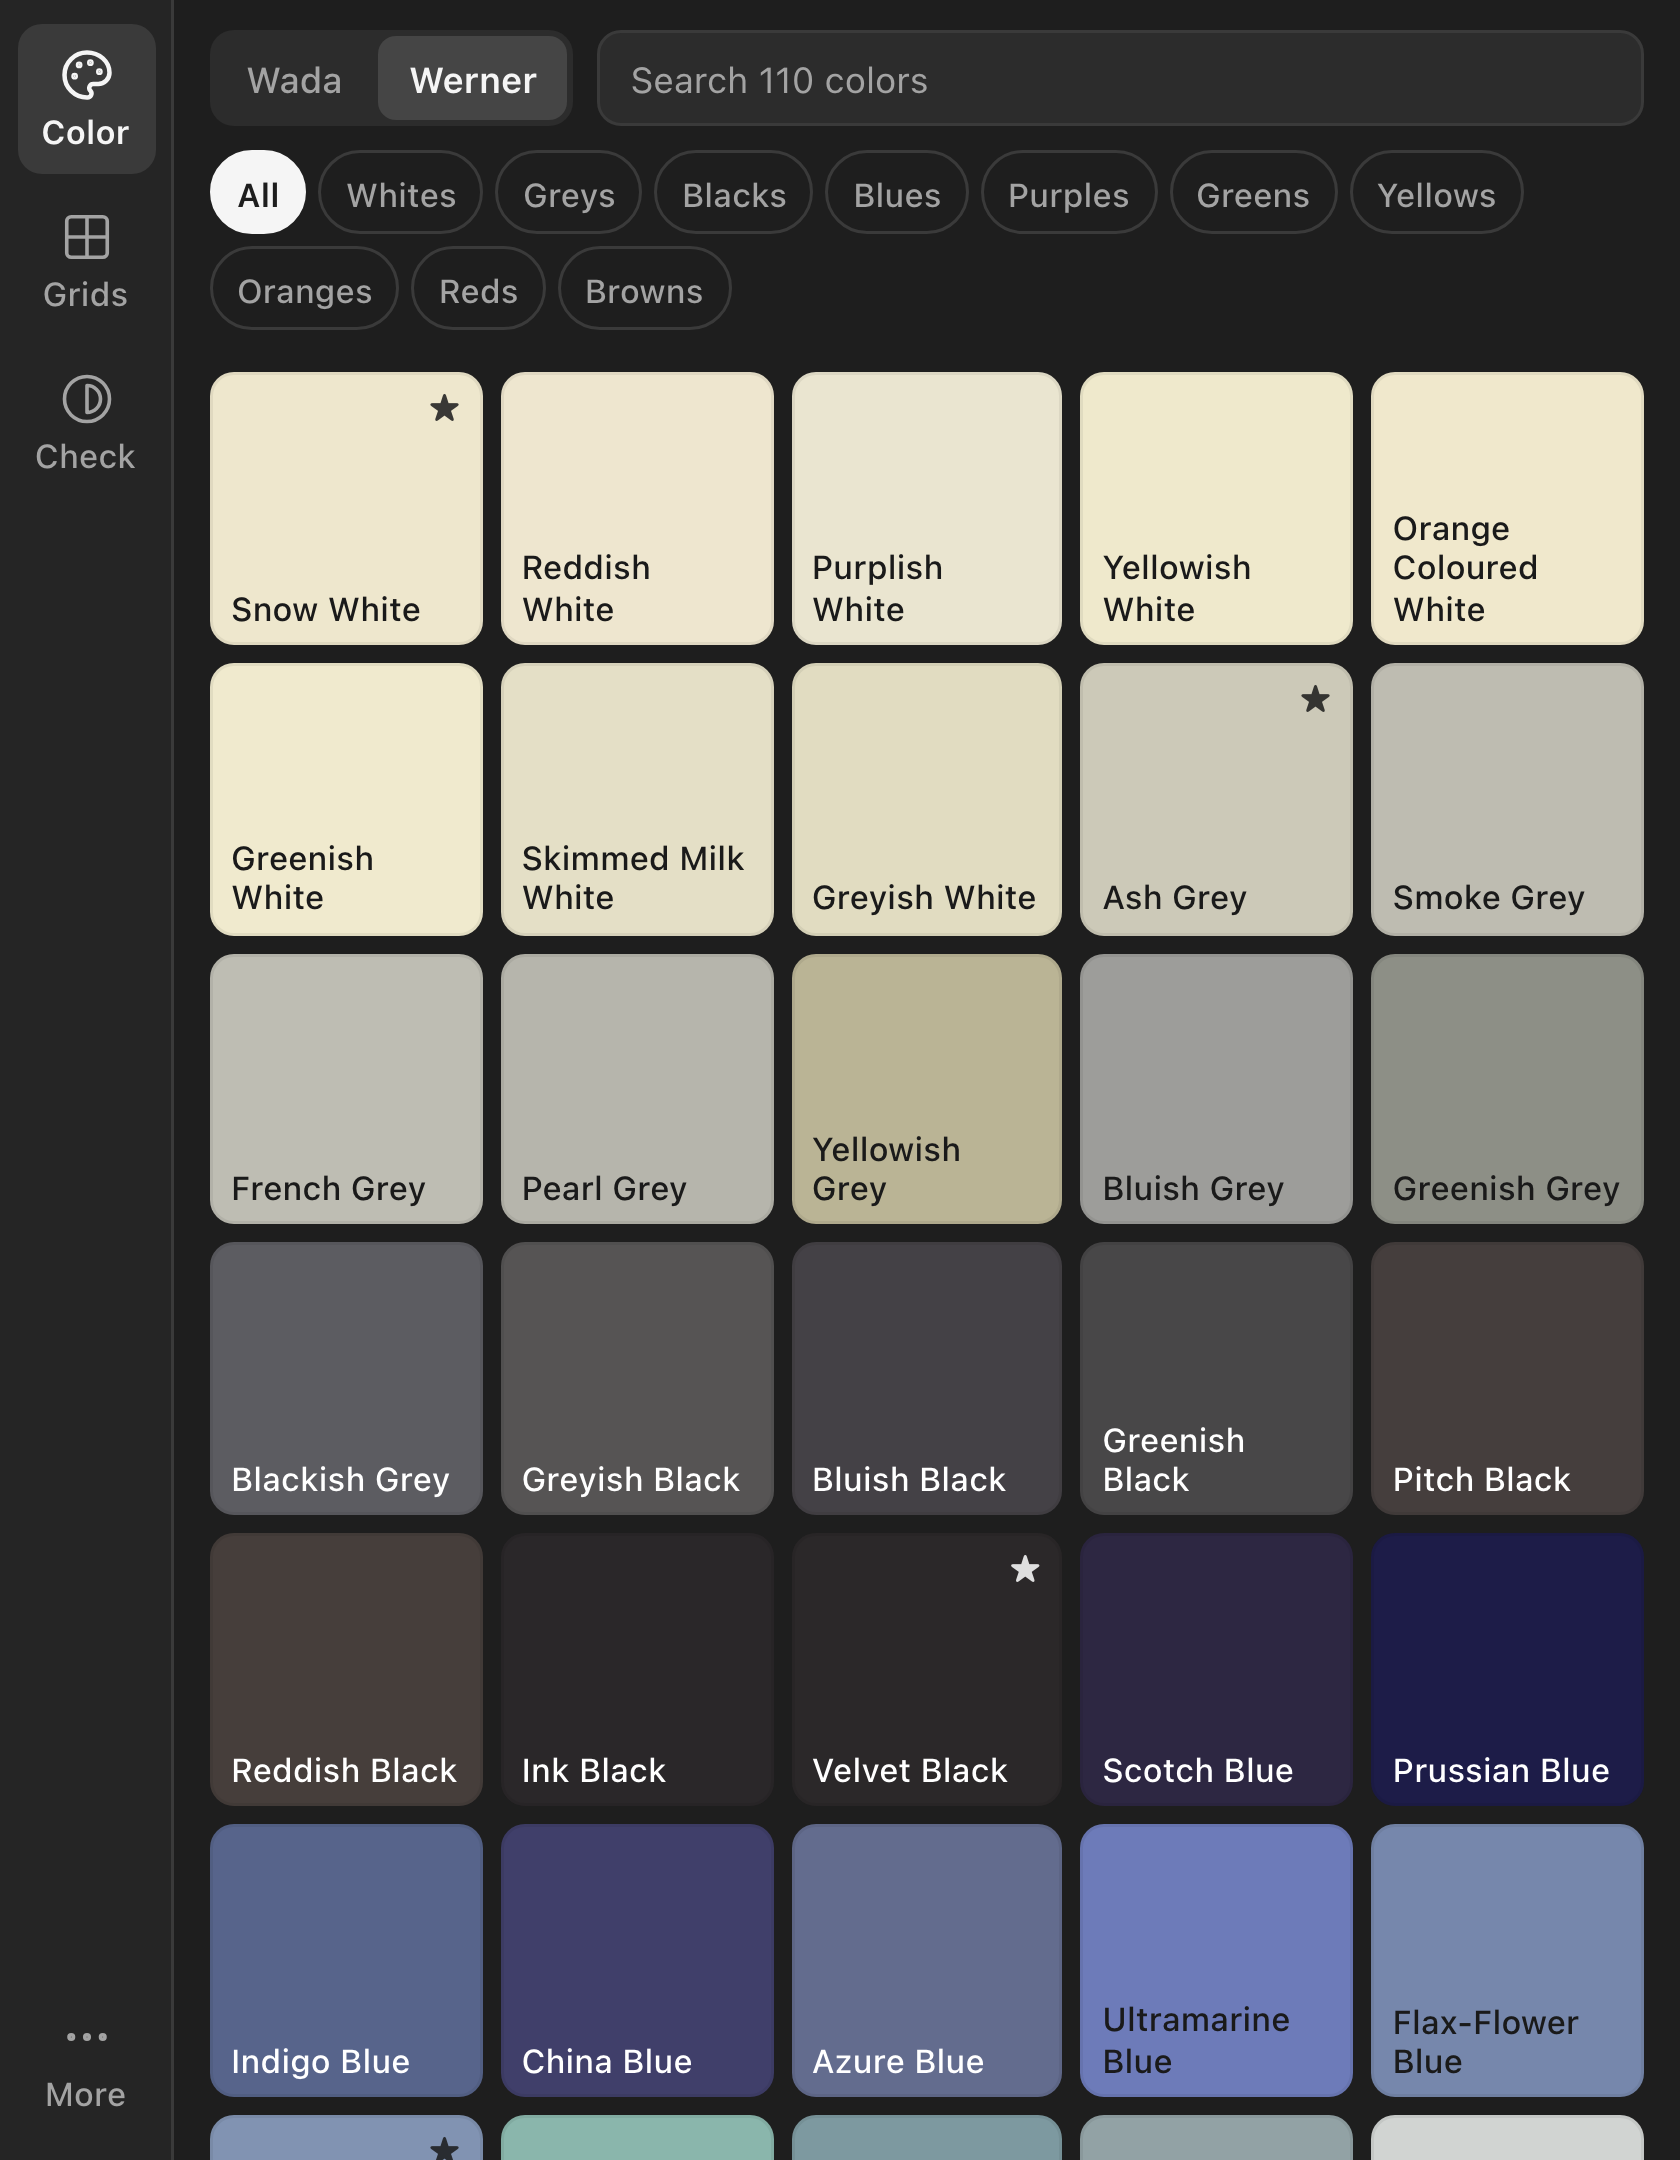 Color
Grids
Check
More
Wada
Werner
Search 110 colors
All
Whites
Greys
Blacks
Blues
Purples
Greens
Yellows
Oranges
Reds
Browns
Snow White
Reddish
White
Purplish
White
Yellowish
White
Orange
Coloured
White
Greenish
White
Skimmed Milk
White
Greyish White
Ash Grey
Smoke Grey
French Grey
Pearl Grey
Yellowish
Grey
Bluish Grey
Greenish Grey
Blackish Grey
Greyish Black
Bluish Black
Greenish
Black
Pitch Black
Reddish Black
Ink Black
Velvet Black
Scotch Blue
Prussian Blue
Indigo Blue
China Blue
Azure Blue
Ultramarine
Blue
Flax-Flower
Blue